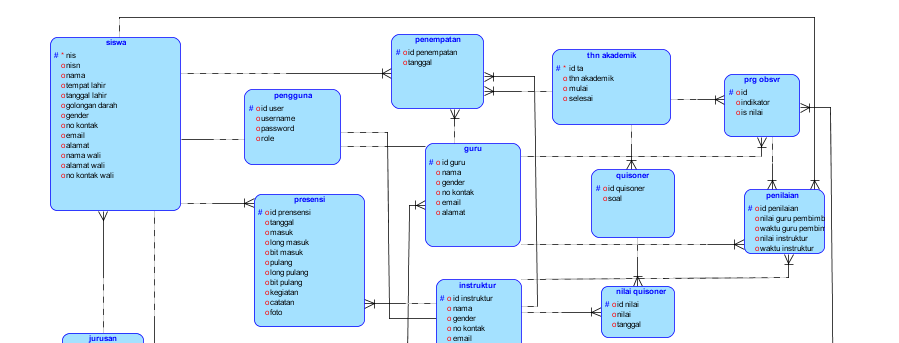 siswa
# * nis
o nisn
o nama
o tempat lahir
o tanggal lahir
o golongan darah
o gender
o no kontak
o email
o alamat
o nama wali
o alamat wali
o no kontak wali
pengguna
# o id user
o username
o password
o role
penempatan
# o id penempatan
o tanggal
thn akademik
# * id ta
o thn akademik
o mulai
o selesai
prg obsvr
# o id
o indikator
o is nilai
guru
# o id guru
o nama
o gender
o no kontak
o email
o alamat
quisoner
# o id quisoner
o soal
presensi
# o id prensensi
o tanggal
o masuk
o long masuk
o bit masuk
o pulang
o long pulang
o bit pulang
o kegiatan
o catatan
o foto
penilaian
# o id penilaian
o nilai guru pembimb
o waktu guru pembin
o nilai instruktur
o waktu instruktur
instruktur
# o id instruktur
o nama
o gender
o no kontak
o email
nilai quisoner
# o id nilai
o nilai
o tanggal
jurusan